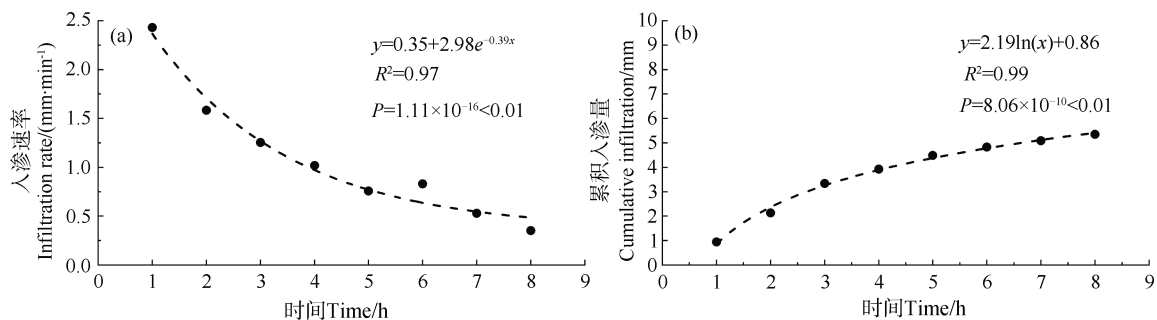 (a)
y=0.35+2.98e^{-0.39x}
R²=0.97
P=1.11×10⁻¹⁶<0.01
2.5
2.0
1.5
1.0
0.5
0.0
入渗速率
Infiltration rate/(mm·min⁻¹)
0 1 2 3 4 5 6 7 8 9
时间Time/h
(b)
y=2.19ln(x)+0.86
R²=0.99
P=8.06×10⁻¹⁰<0.01
10
9
8
7
6
5
4
3
2
1
0
累积入渗量
Cumulative infiltration/mm
0 1 2 3 4 5 6 7 8 9
时间Time/h